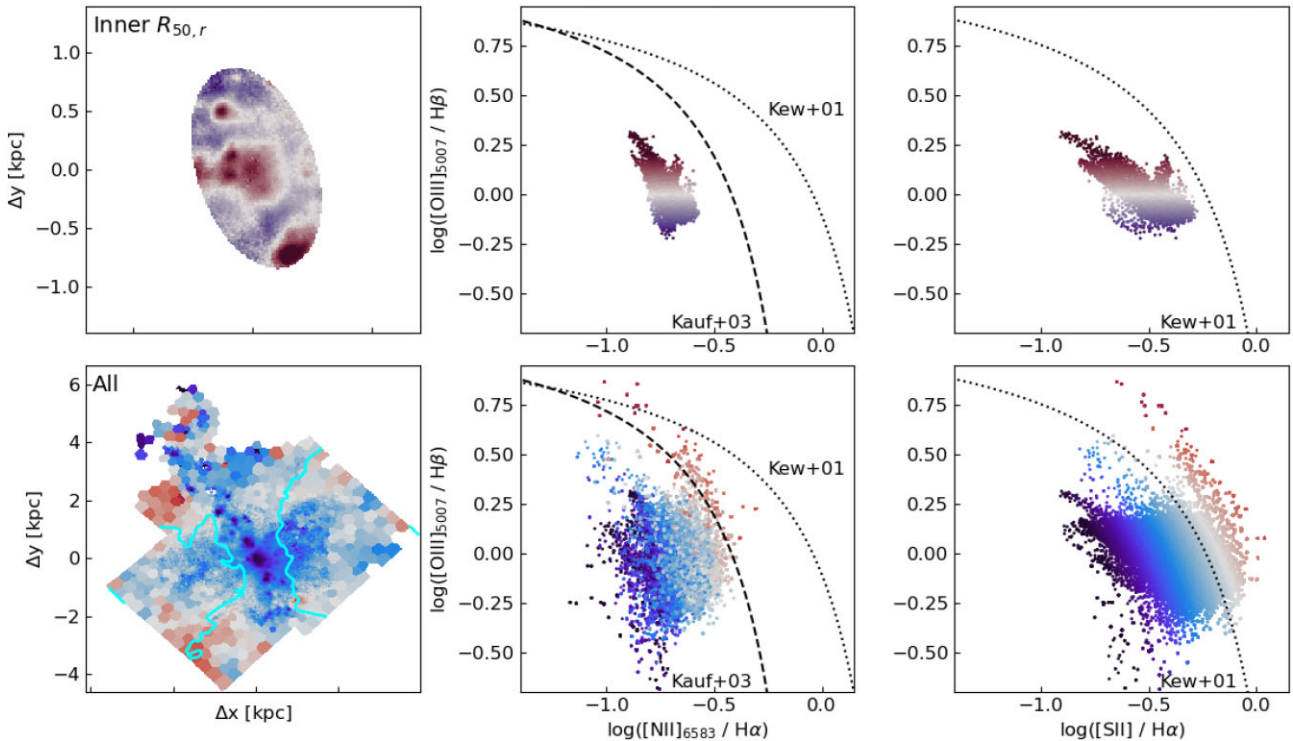 Inner R₅₀,ᵣ
1.0
0.5
0.0
−0.5
−1.0
Δy [kpc]
0.75
0.50
0.25
0.00
−0.25
−0.50
log([OIII]₅₀₀₇ / Hβ)
Kew+01
Kauf+03
−1.0 −0.5 0.0
0.75
0.50
0.25
0.00
−0.25
−0.50
Kew+01
−1.0 −0.5 0.0
All
6
4
2
0
−2
−4
Δy [kpc]
Δx [kpc]
0.75
0.50
0.25
0.00
−0.25
−0.50
log([OIII]₅₀₀₇ / Hβ)
Kew+01
Kauf+03
−1.0 −0.5 0.0
log([NII]₆₅₈₃ / Hα)
0.75
0.50
0.25
0.00
−0.25
−0.50
Kew+01
−1.0 −0.5 0.0
log([SII] / Hα)